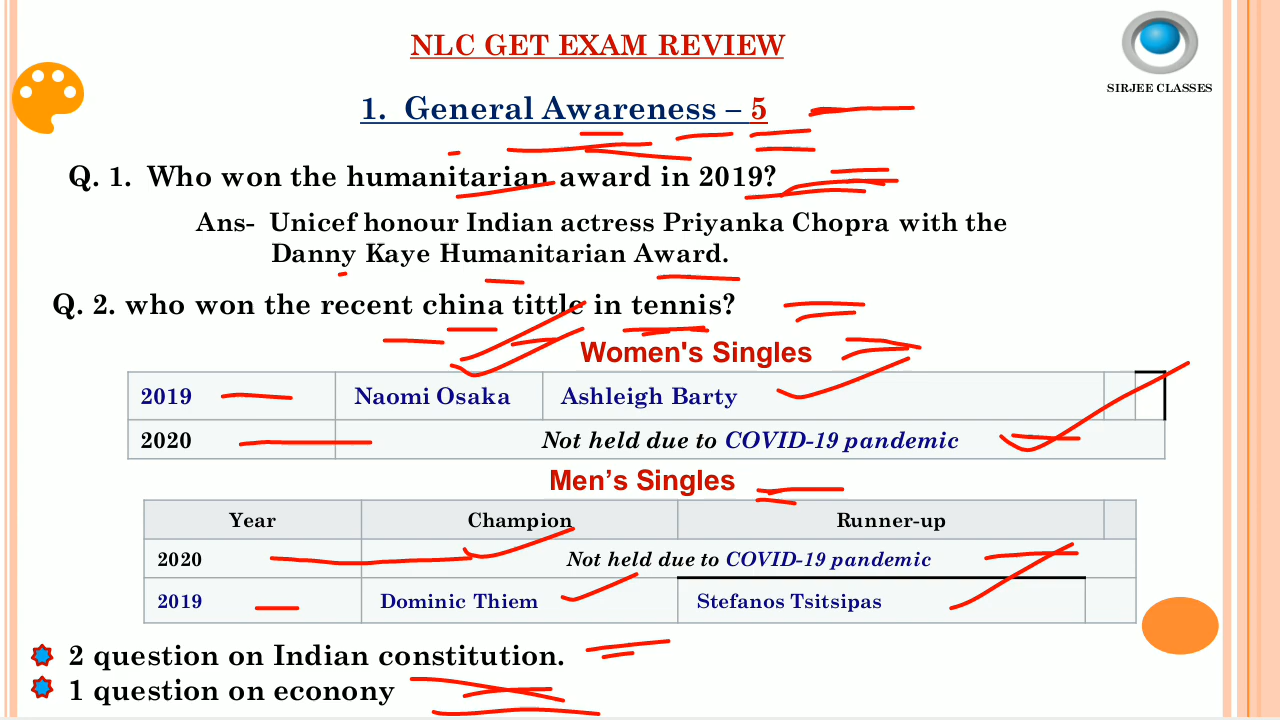 NLC GET EXAM REVIEW
SIRJEE CLASSES
1. General Awareness – 5
Q. 1. Who won the humanitarian award in 2019?
Ans- Unicef honour Indian actress Priyanka Chopra with the
Danny Kaye Humanitarian Award.
Q. 2. who won the recent china tittle in tennis?
Women's Singles
2019 Naomi Osaka Ashleigh Barty
2020 Not held due to COVID-19 pandemic
Men’s Singles
Year Champion Runner-up
2020 Not held due to COVID-19 pandemic
2019 Dominic Thiem Stefanos Tsitsipas
2 question on Indian constitution.
1 question on econony